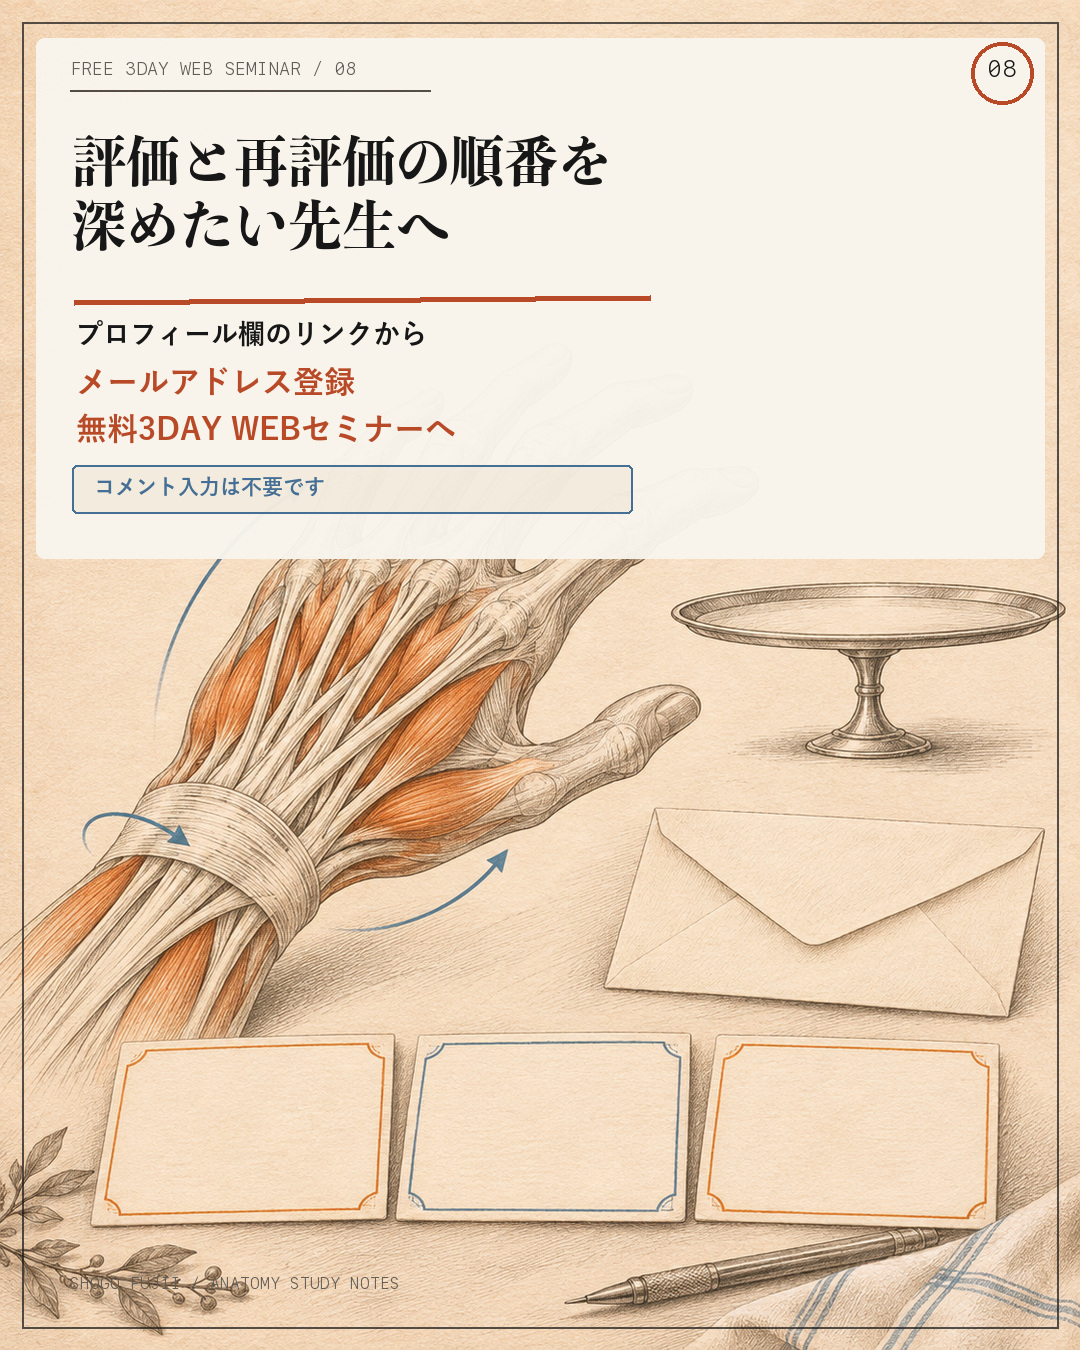 FREE 3DAY WEB SEMINAR / 08
08
評価と再評価の順番を
深めたい先生へ
プロフィール欄のリンクから
メールアドレス登録
無料3DAY WEBセミナーへ
コメント入力は不要です
SHOGO FUJII / ANATOMY STUDY NOTES